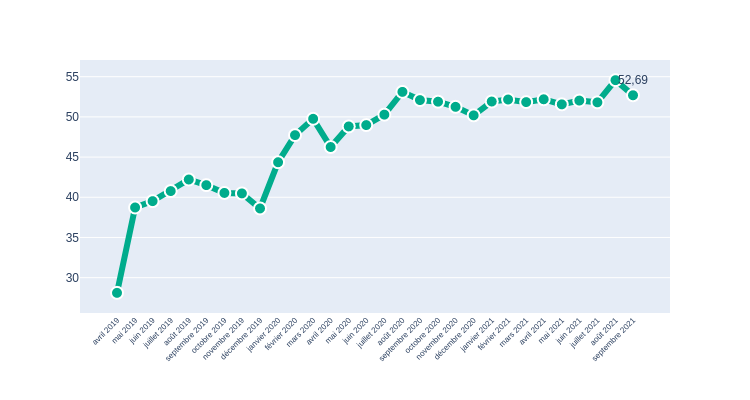 55
50
45
40
35
30
52,69
avril 2019
mai 2019
juin 2019
juillet 2019
août 2019
septembre 2019
octobre 2019
novembre 2019
décembre 2019
janvier 2020
février 2020
mars 2020
avril 2020
mai 2020
juin 2020
juillet 2020
août 2020
septembre 2020
octobre 2020
novembre 2020
décembre 2020
janvier 2021
février 2021
mars 2021
avril 2021
mai 2021
juin 2021
juillet 2021
août 2021
septembre 2021